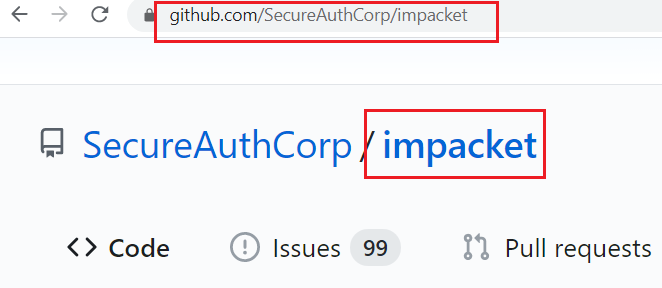 github.com/SecureAuthCorp/impacket
SecureAuthCorp / impacket
Code Issues 99 Pull requests